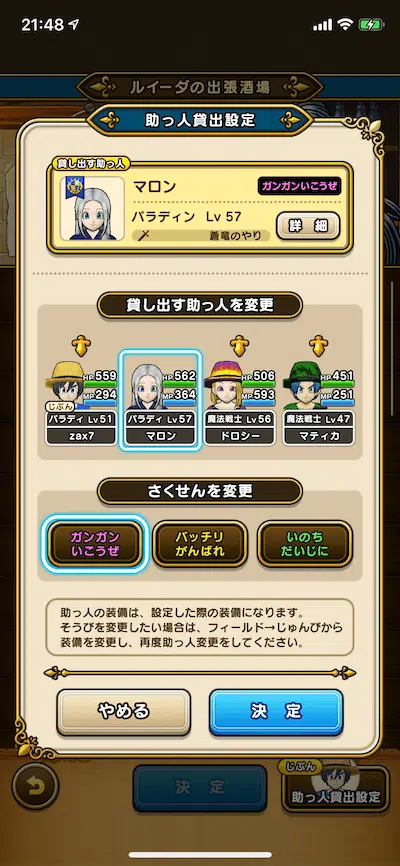 21:48
ルイーダの出張酒場
助っ人貸出設定
貸し出す助っ人
マロン
ガンガンいこうぜ
パラディン Lv 57
蒼竜のやり
詳 細
貸し出す助っ人を変更
HP 559
MP 294
じぶん
パラディ Lv 51
zax7
HP 562
MP 364
パラディ Lv 57
マロン
HP 506
MP 593
魔法戦士 Lv 56
ドロシー
HP 451
MP 251
魔法戦士 Lv 47
マティカ
さくせんを変更
ガンガン
いこうぜ
バッチリ
がんばれ
いのち
だいじに
助っ人の装備は、設定した際の装備になります。
そうびを変更したい場合は、フィールド→じゅんびから
装備を変更し、再度助っ人変更をしてください。
やめる
決 定
決 定
じぶん
助っ人貸出設定